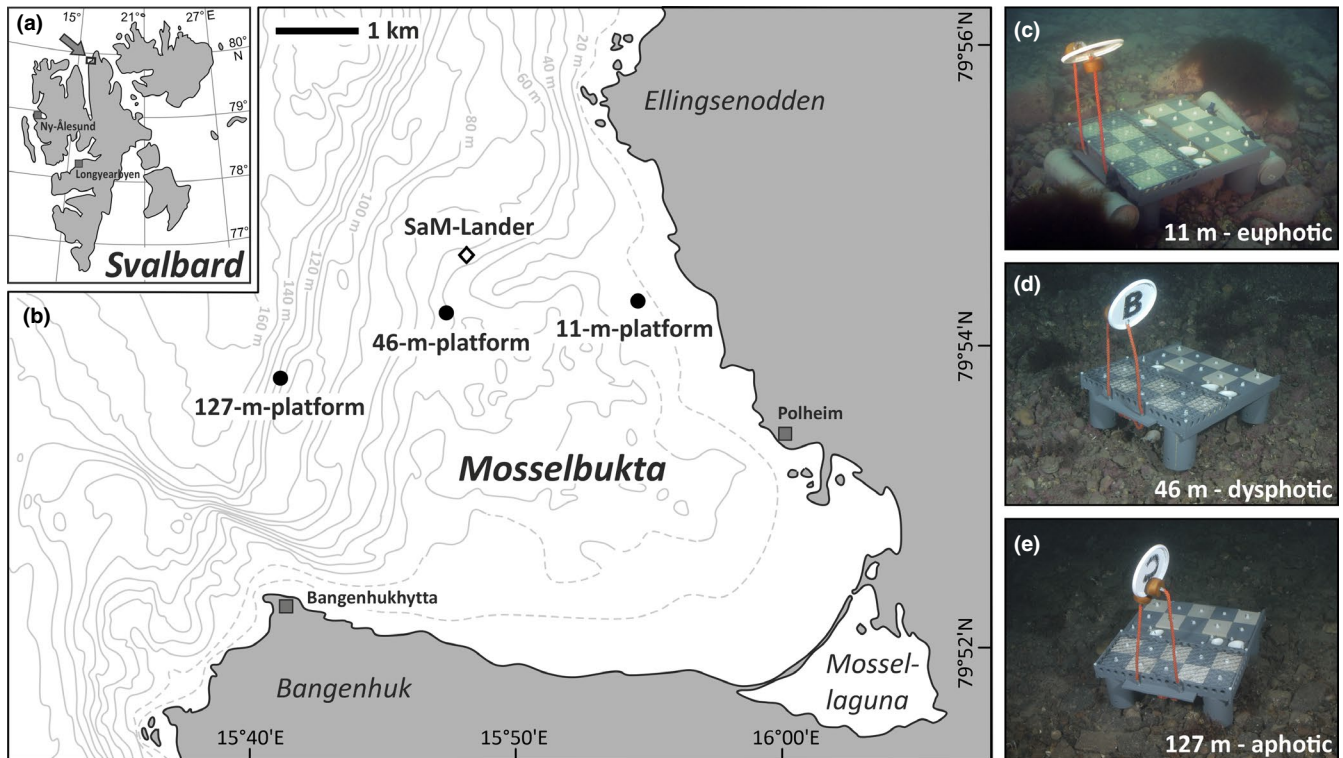 (a)
15°
21°
27°E
80°
N
79°
78°
77°
Ny-Ålesund
Longyearbyen
Svalbard
(b)
1 km
20 m
40 m
60 m
80 m
100 m
120 m
140 m
160 m
Ellingsenodden
SaM-Lander
46-m-platform
11-m-platform
127-m-platform
Polheim
Mosselbukta
Bangenhukhytta
Bangenhuk
Mossel-
laguna
15°40'E
15°50'E
16°00'E
79°56'N
79°54'N
79°52'N
(c)
11 m - euphotic
(d)
B
46 m - dysphotic
(e)
127 m - aphotic